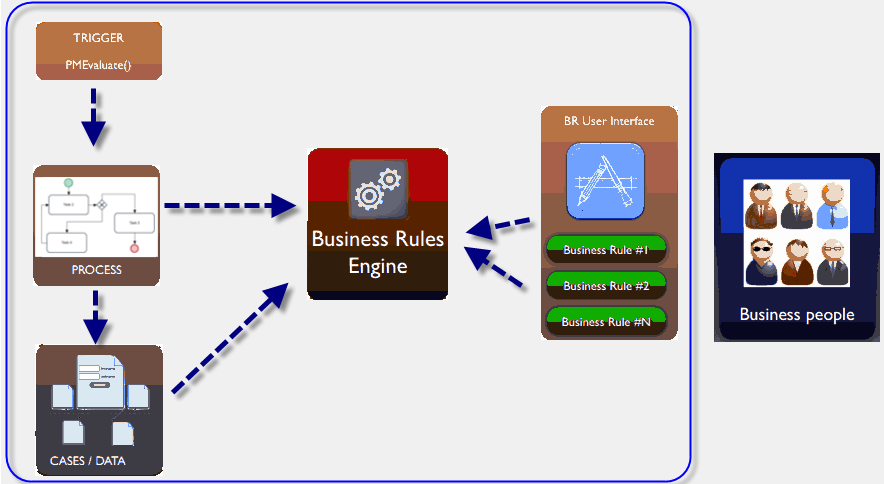 TRIGGER
PMEvaluate()
PROCESS
CASES / DATA
Business Rules
Engine
BR User Interface
Business Rule #1
Business Rule #2
Business Rule #N
Business people